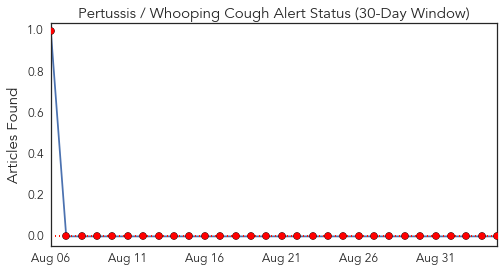 Pertussis / Whooping Cough Alert Status (30-Day Window)
Articles Found
1.0
0.8
0.6
0.4
0.2
0.0
Aug 06 Aug 11 Aug 16 Aug 21 Aug 26 Aug 31